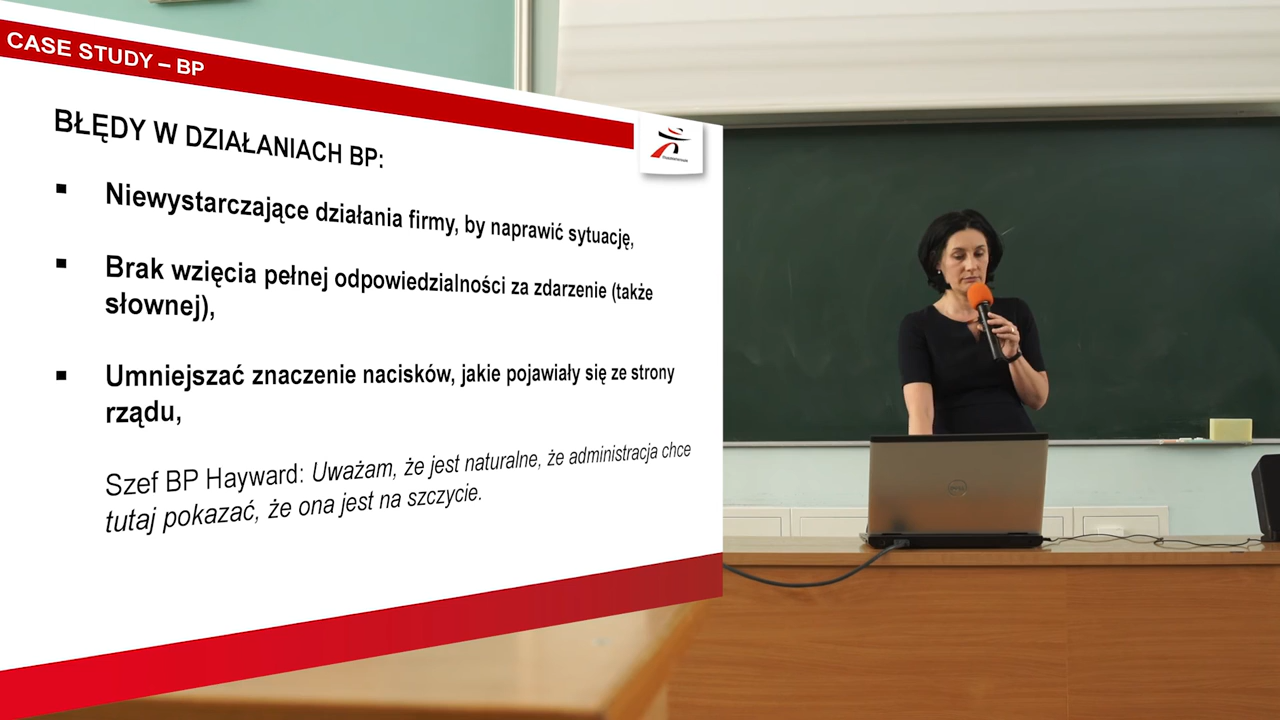 CASE STUDY – BP
BŁĘDY W DZIAŁANIACH BP:
▪ Niewystarczające działania firmy, by naprawić sytuację,
▪ Brak wzięcia pełnej odpowiedzialności za zdarzenie (także
słownej),
▪ Umniejszać znaczenie nacisków, jakie pojawiały się ze strony
rządu,
Szef BP Hayward: Uważam, że jest naturalne, że administracja chce
tutaj pokazać, że ona jest na szczycie.
DELL